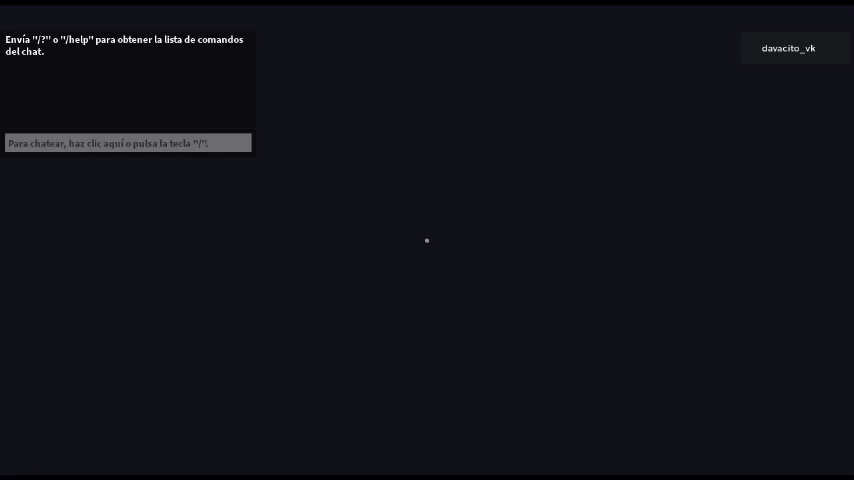 Envía "/?" o "/help" para obtener la lista de comandos
del chat.
davacito_vk
Para chatear, haz clic aquí o pulsa la tecla "/".